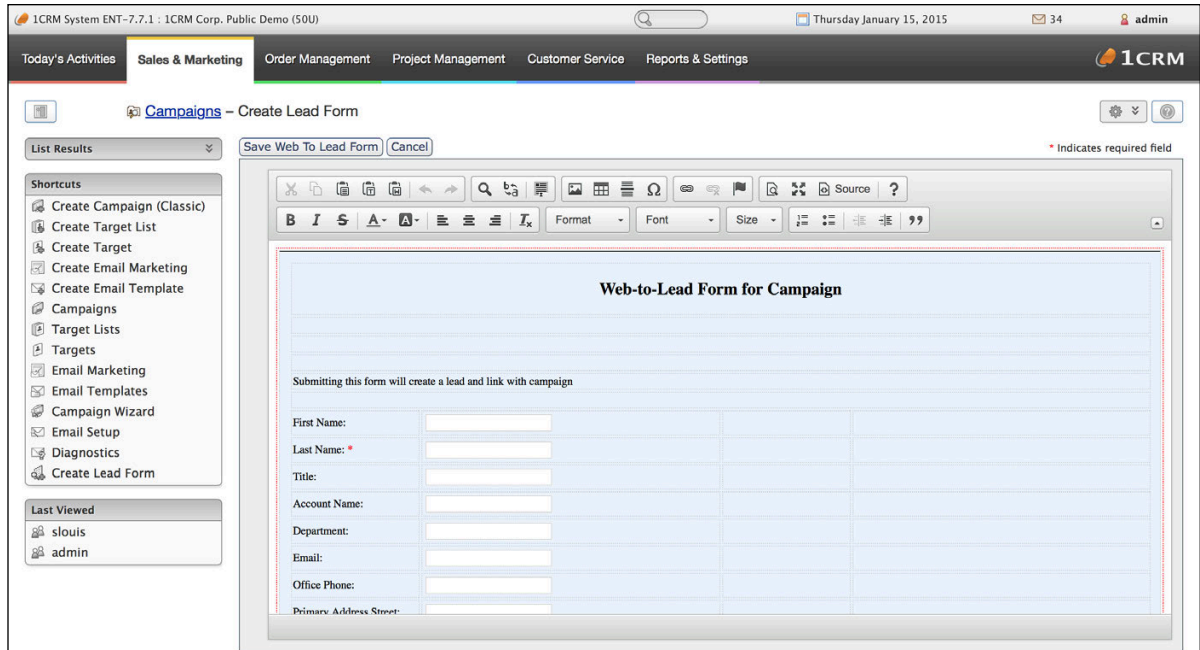 1CRM System ENT-7.7.1 : 1CRM Corp. Public Demo (50U)
Thursday January 15, 2015
34
admin
Today's Activities
Sales & Marketing
Order Management
Project Management
Customer Service
Reports & Settings
1CRM
Campaigns – Create Lead Form
List Results
Save Web To Lead Form
Cancel
* Indicates required field
Shortcuts
Create Campaign (Classic)
Create Target List
Create Target
Create Email Marketing
Create Email Template
Campaigns
Target Lists
Targets
Email Marketing
Email Templates
Campaign Wizard
Email Setup
Diagnostics
Create Lead Form
Last Viewed
slouis
admin
Source
?
B I S A A Ix
Format
Font
Size
Web-to-Lead Form for Campaign
Submitting this form will create a lead and link with campaign
First Name:
Last Name: *
Title:
Account Name:
Department:
Email:
Office Phone:
Primary Address Street: